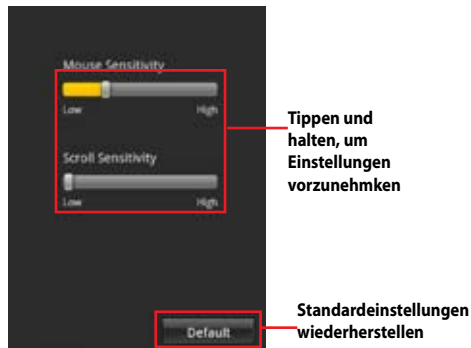 Mouse Sensitivity
Low High
Tippen und
halten, um
Einstellungen
vorzunehmken
Scroll Sensitivity
Low High
Standardeinstellungen
wiederherstellen
Default